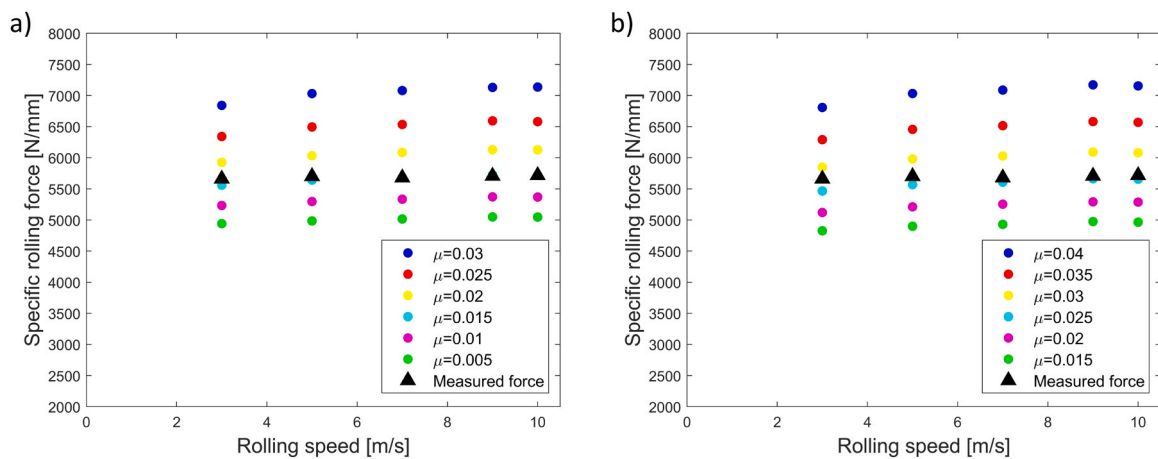 a)
8000
7500
7000
6500
6000
5500
5000
4500
4000
3500
3000
2500
2000
Specific rolling force [N/mm]
0 2 4 6 8 10
Rolling speed [m/s]
μ=0.03
μ=0.025
μ=0.02
μ=0.015
μ=0.01
μ=0.005
Measured force
b)
8000
7500
7000
6500
6000
5500
5000
4500
4000
3500
3000
2500
2000
Specific rolling force [N/mm]
0 2 4 6 8 10
Rolling speed [m/s]
μ=0.04
μ=0.035
μ=0.03
μ=0.025
μ=0.02
μ=0.015
Measured force